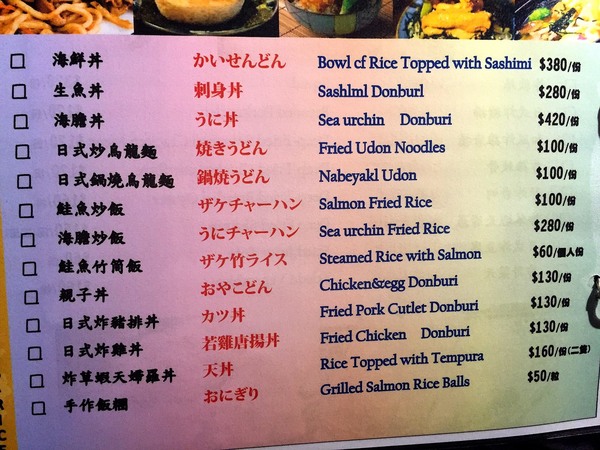 □ 海鮮丼 かいせんどん Bowl cf Rice Topped with Sashimi $380/份
□ 生魚丼 刺身丼 Sashlml Donburl $280/份
□ 海膽丼 うに丼 Sea urchin Donburi $420/份
□ 日式炒烏龍麵 焼きうどん Fried Udon Noodles $100/份
□ 日式鍋燒烏龍麵 鍋焼うどん Nabeyakl Udon $100/份
□ 鮭魚炒飯 ザケチャーハン Salmon Fried Rice $100/份
□ 海膽炒飯 うにチャーハン Sea urchin Fried Rice $280/份
□ 鮭魚竹筒飯 ザケ竹ライス Steamed Rice with Salmon $60/個人份
□ 親子丼 おやこどん Chicken&egg Donburi $130/份
□ 日式炸豬排丼 カツ丼 Fried Pork Cutlet Donburi $130/份
□ 日式炸雞丼 若雞唐揚丼 Fried Chicken Donburi $130/份
□ 炸草蝦天婦羅丼 天丼 Rice Topped with Tempura $160/份(二隻)
□ 手作飯糰 おにぎり Grilled Salmon Rice Balls $50/粒